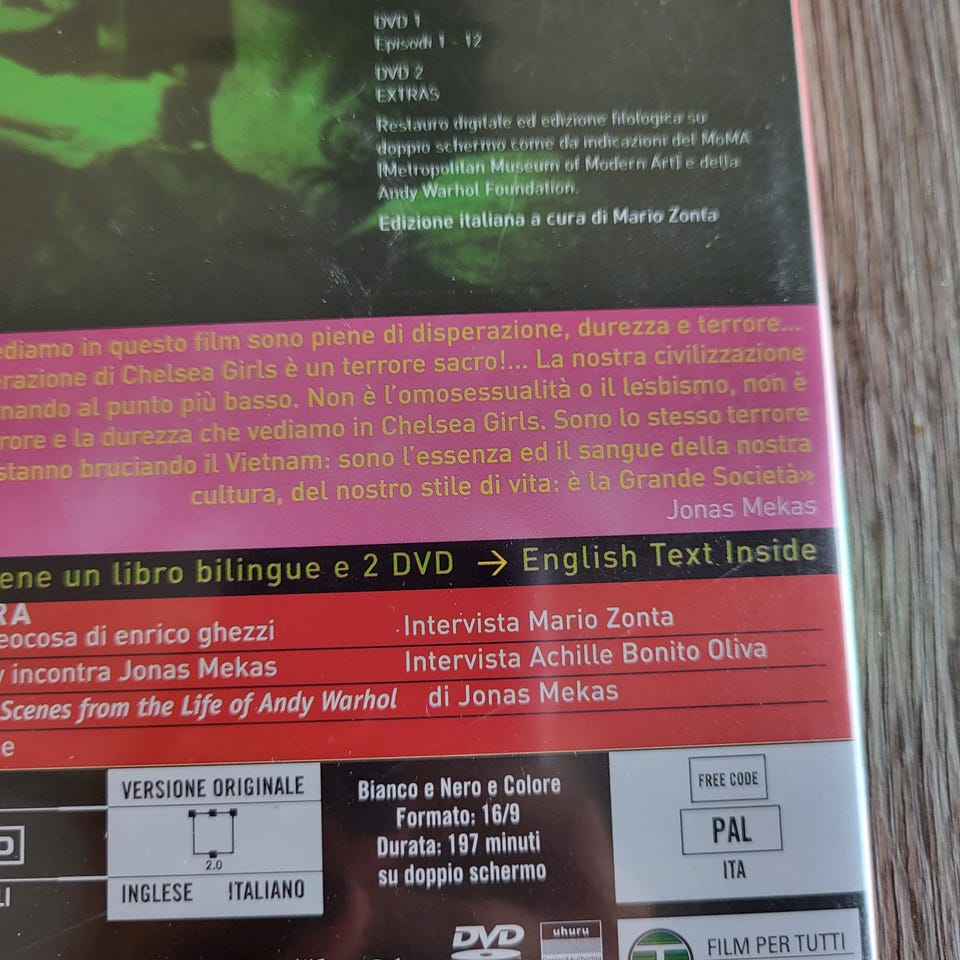 DVD 1
Episodi 1 - 12
DVD 2
EXTRAS
Restauro digitale ed edizione filologica su
doppio schermo come da indicazioni del MoMA
(Metropolitan Museum of Modern Art) e della
Andy Warhol Foundation.
Edizione italiana a cura di Mario Zonta
ediamo in questo film sono piene di disperazione, durezza e terrore...
erazione di Chelsea Girls è un terrore sacro!... La nostra civilizzazione
nando al punto più basso. Non è l'omosessualità o il lesbismo, non è
rore e la durezza che vediamo in Chelsea Girls. Sono lo stesso terrore
stanno bruciando il Vietnam: sono l'essenza ed il sangue della nostra
cultura, del nostro stile di vita: è la Grande Società»
Jonas Mekas
ene un libro bilingue e 2 DVD → English Text Inside
RA
eocosa di enrico ghezzi
Intervista Mario Zonta
y incontra Jonas Mekas
Intervista Achille Bonito Oliva
Scenes from the Life of Andy Warhol di Jonas Mekas
e
VERSIONE ORIGINALE
2.0
INGLESE ITALIANO
Bianco e Nero e Colore
Formato: 16/9
Durata: 197 minuti
su doppio schermo
FREE CODE
PAL
ITA
DVD
uhuru
FILM PER TUTTI